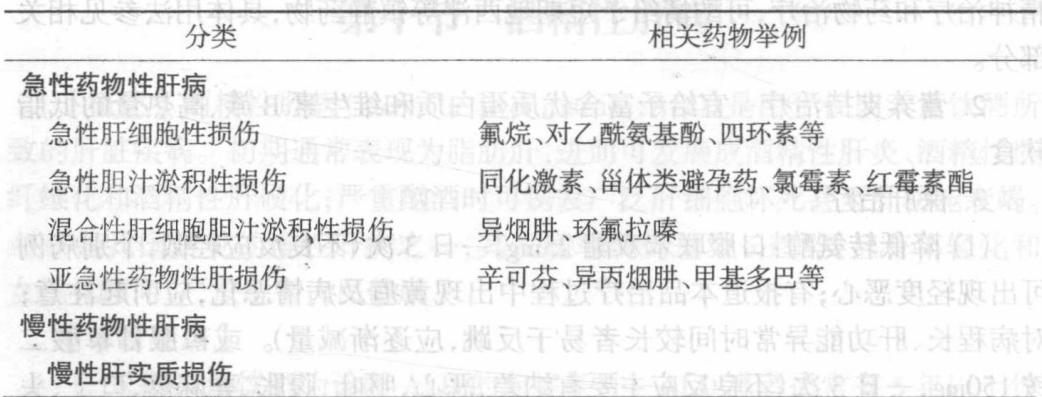 分类 相关药物举例
急性药物性肝病
急性肝细胞性损伤 氟烷、对乙酰氨基酚、四环素等
急性胆汁淤积性损伤 同化激素、甾体类避孕药、氯霉素、红霉素酯
混合性肝细胞胆汁淤积性损伤 异烟肼、环氟拉嗪
亚急性药物性肝损伤 辛可芬、异丙烟肼、甲基多巴等
慢性药物性肝病
慢性肝实质损伤